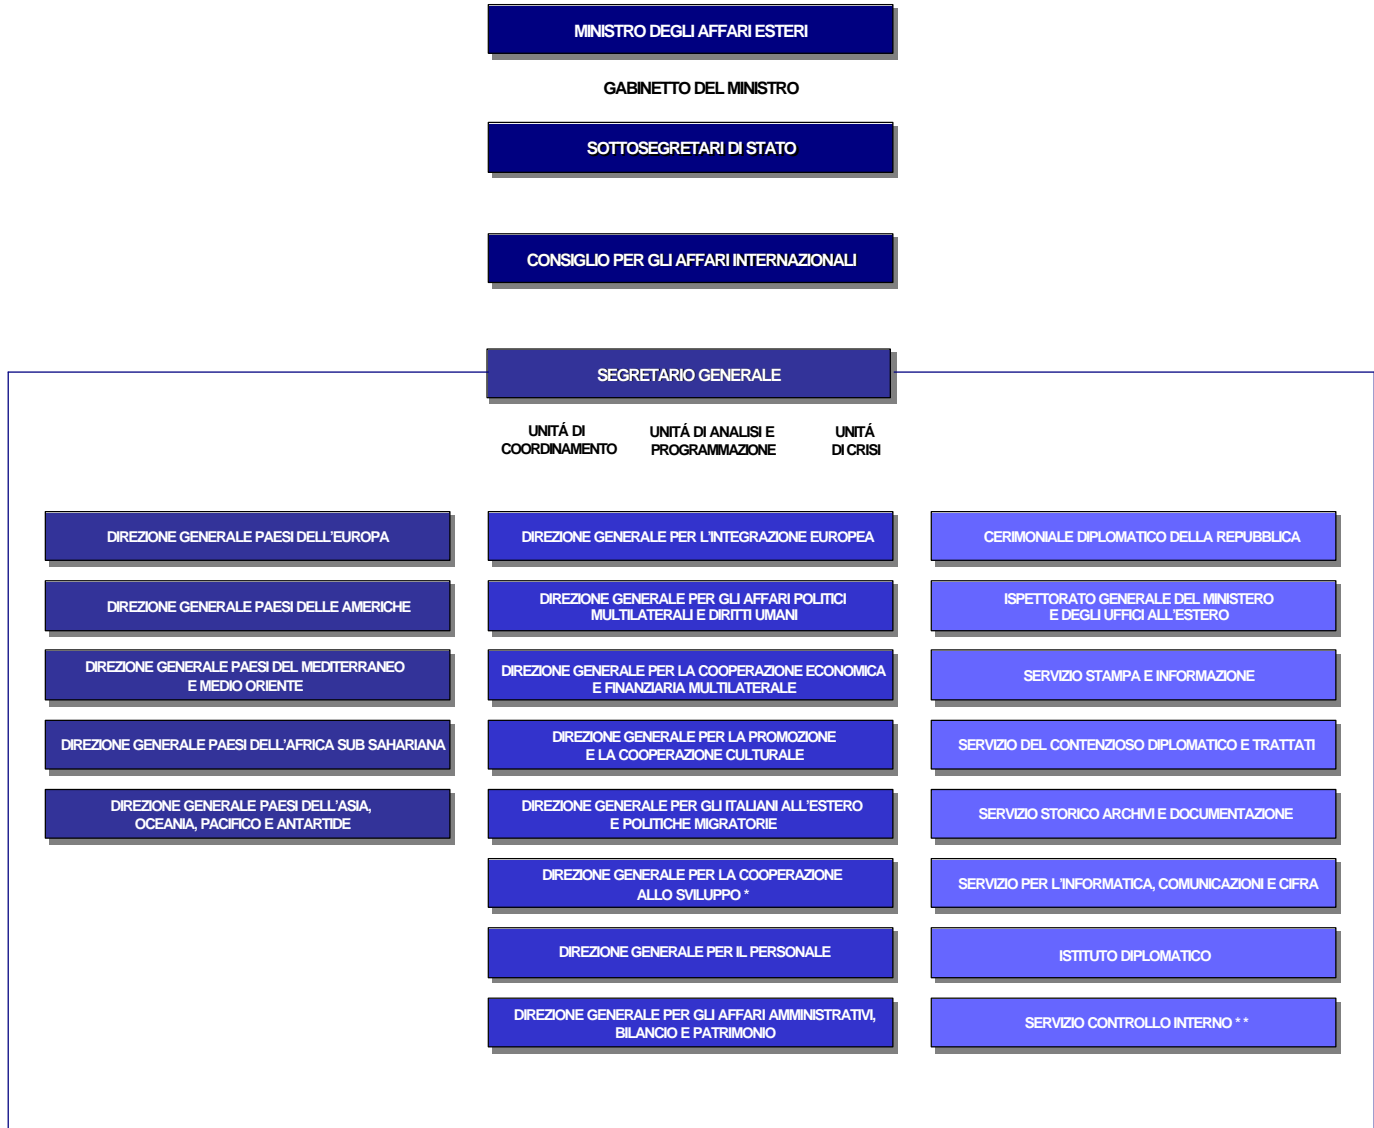 MINISTRO DEGLI AFFARI ESTERI
GABINETTO DEL MINISTRO
SOTTOSEGRETARI DI STATO
CONSIGLIO PER GLI AFFARI INTERNAZIONALI
SEGRETARIO GENERALE
UNITÁ DI
COORDINAMENTO
UNITÁ DI ANALISI E
PROGRAMMAZIONE
UNITÁ
DI CRISI
DIREZIONE GENERALE PAESI DELL'EUROPA
DIREZIONE GENERALE PAESI DELLE AMERICHE
DIREZIONE GENERALE PAESI DEL MEDITERRANEO
E MEDIO ORIENTE
DIREZIONE GENERALE PAESI DELL'AFRICA SUB SAHARIANA
DIREZIONE GENERALE PAESI DELL'ASIA,
OCEANIA, PACIFICO E ANTARTIDE
DIREZIONE GENERALE PER L'INTEGRAZIONE EUROPEA
DIREZIONE GENERALE PER GLI AFFARI POLITICI
MULTILATERALI E DIRITTI UMANI
DIREZIONE GENERALE PER LA COOPERAZIONE ECONOMICA
E FINANZIARIA MULTILATERALE
DIREZIONE GENERALE PER LA PROMOZIONE
E LA COOPERAZIONE CULTURALE
DIREZIONE GENERALE PER GLI ITALIANI ALL'ESTERO
E POLITICHE MIGRATORIE
DIREZIONE GENERALE PER LA COOPERAZIONE
ALLO SVILUPPO *
DIREZIONE GENERALE PER IL PERSONALE
DIREZIONE GENERALE PER GLI AFFARI AMMINISTRATIVI,
BILANCIO E PATRIMONIO
CERIMONIALE DIPLOMATICO DELLA REPUBBLICA
ISPETTORATO GENERALE DEL MINISTERO
E DEGLI UFFICI ALL'ESTERO
SERVIZIO STAMPA E INFORMAZIONE
SERVIZIO DEL CONTENZIOSO DIPLOMATICO E TRATTATI
SERVIZIO STORICO ARCHIVI E DOCUMENTAZIONE
SERVIZIO PER L'INFORMATICA, COMUNICAZIONI E CIFRA
ISTITUTO DIPLOMATICO
SERVIZIO CONTROLLO INTERNO * *